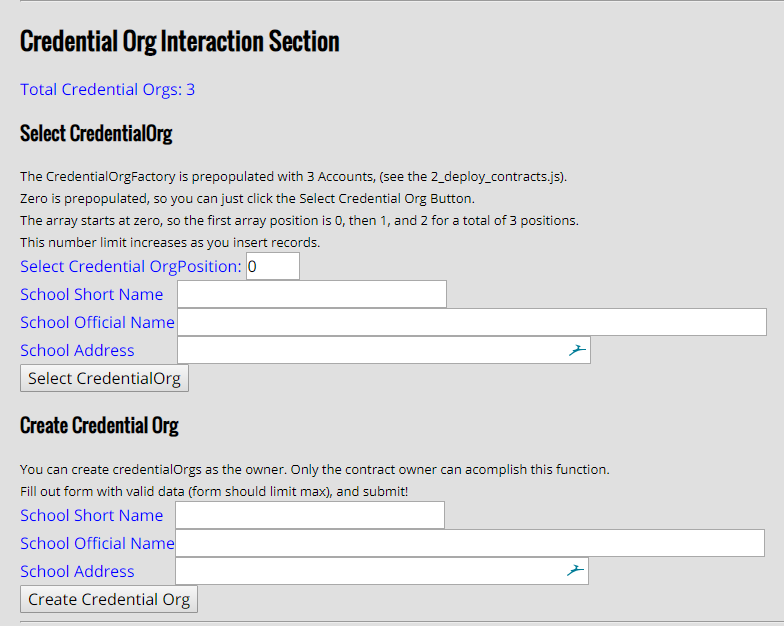 Credential Org Interaction Section
Total Credential Orgs: 3
Select CredentialOrg
The CredentialOrgFactory is prepopulated with 3 Accounts, (see the 2_deploy_contracts.js).
Zero is prepopulated, so you can just click the Select Credential Org Button.
The array starts at zero, so the first array position is 0, then 1, and 2 for a total of 3 positions.
This number limit increases as you insert records.
Select Credential OrgPosition: 0
School Short Name
School Official Name
School Address
Select CredentialOrg
Create Credential Org
You can create credentialOrgs as the owner. Only the contract owner can acomplish this function.
Fill out form with valid data (form should limit max), and submit!
School Short Name
School Official Name
School Address
Create Credential Org